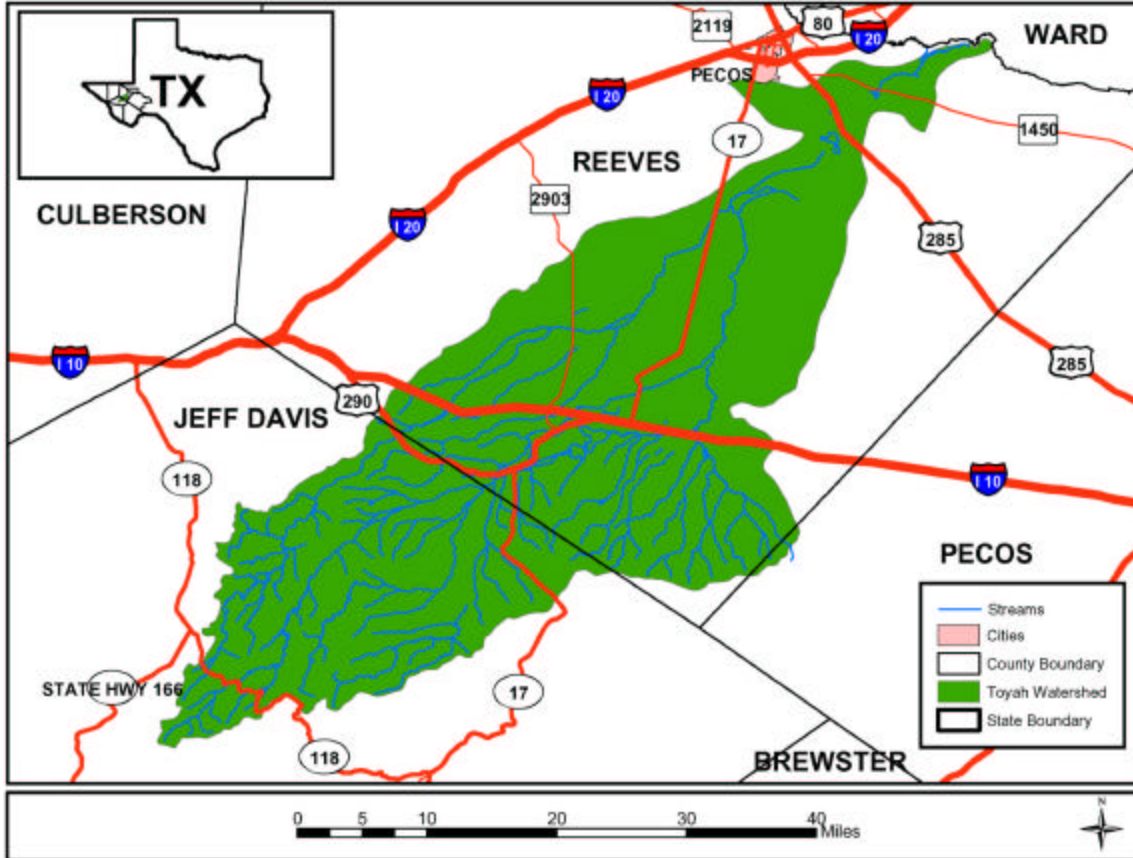 TX
2119
80
I 20
WARD
PECOS
I 20
17
1450
REEVES
2903
CULBERSON
I 20
285
I 10
290
285
JEFF DAVIS
118
I 10
PECOS
Streams
Cities
County Boundary
Toyah Watershed
State Boundary
STATE HWY 166
17
118
BREWSTER
0 5 10 20 30 40 Miles
N